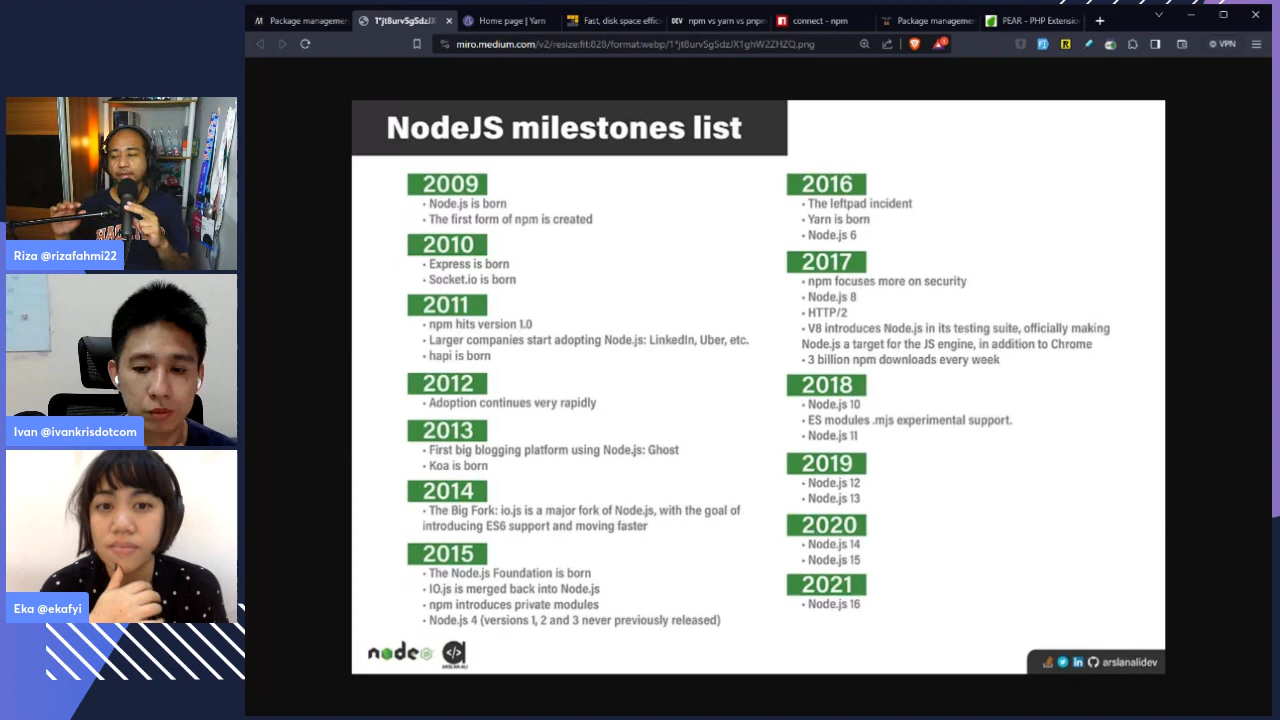 Package managemen
1*jt8urvSgSdzJX
Home page | Yarn
Fast, disk space effici
DEV npm vs yarn vs pnpm
connect - npm
Package managemen
PEAR - PHP Extensio
miro.medium.com/v2/resize:fit:828/format:webp/1*jt8urvSgSdzJX1ghW2ZHZQ.png
VPN
Riza @rizafahmi22
Ivan @ivankrisdotcom
Eka @ekafyi
NodeJS milestones list
2009
• Node.js is born
• The first form of npm is created
2010
• Express is born
• Socket.io is born
2011
• npm hits version 1.0
• Larger companies start adopting Node.js: LinkedIn, Uber, etc.
• hapi is born
2012
• Adoption continues very rapidly
2013
• First big blogging platform using Node.js: Ghost
• Koa is born
2014
• The Big Fork: io.js is a major fork of Node.js, with the goal of
introducing ES6 support and moving faster
2015
• The Node.js Foundation is born
• IO.js is merged back into Node.js
• npm introduces private modules
• Node.js 4 (versions 1, 2 and 3 never previously released)
node
ARSLAN ALI
2016
• The leftpad incident
• Yarn is born
• Node.js 6
2017
• npm focuses more on security
• Node.js 8
• HTTP/2
• V8 introduces Node.js in its testing suite, officially making
Node.js a target for the JS engine, in addition to Chrome
• 3 billion npm downloads every week
2018
• Node.js 10
• ES modules .mjs experimental support.
• Node.js 11
2019
• Node.js 12
• Node.js 13
2020
• Node.js 14
• Node.js 15
2021
• Node.js 16
arslanalidev